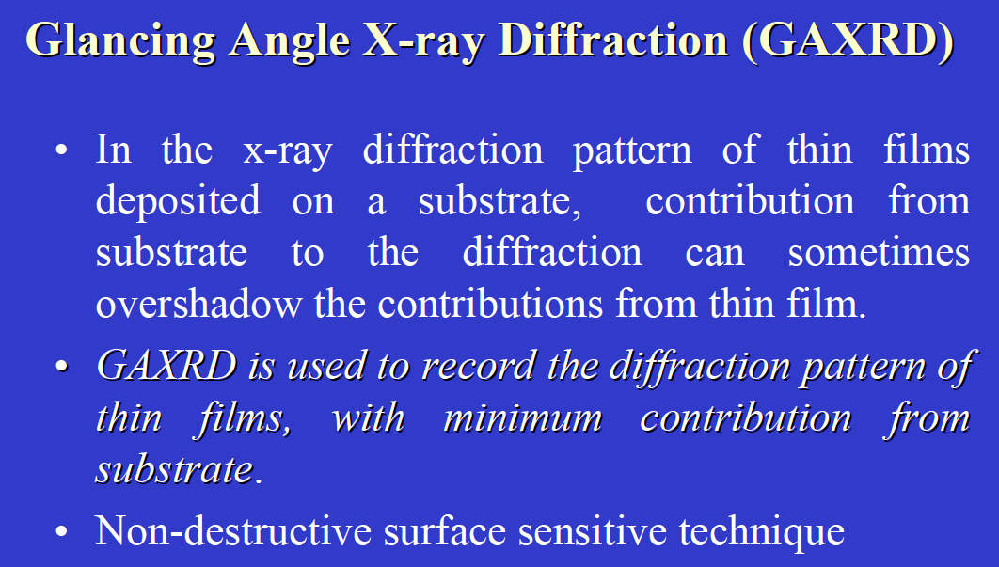 Glancing Angle X-ray Diffraction (GAXRD)
• In the x-ray diffraction pattern of thin films
deposited on a substrate, contribution from
substrate to the diffraction can sometimes
overshadow the contributions from thin film.
• GAXRD is used to record the diffraction pattern of
thin films, with minimum contribution from
substrate.
• Non-destructive surface sensitive technique